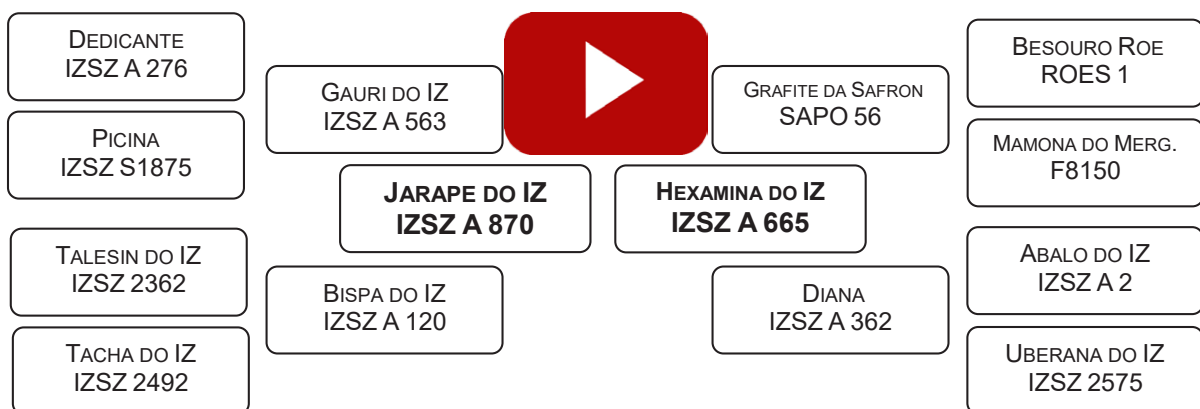 Dedicante
IZSZ A 276
Picina
IZSZ S1875
Talesin do IZ
IZSZ 2362
Tacha do IZ
IZSZ 2492
Gauri do IZ
IZSZ A 563
Bispa do IZ
IZSZ A 120
Jarape do IZ
IZSZ A 870
Hexamina do IZ
IZSZ A 665
Grafite da Safron
SAPO 56
Diana
IZSZ A 362
Besouro Roe
ROES 1
Mamona do Merg.
F8150
Abalo do IZ
IZSZ A 2
Uberana do IZ
IZSZ 2575